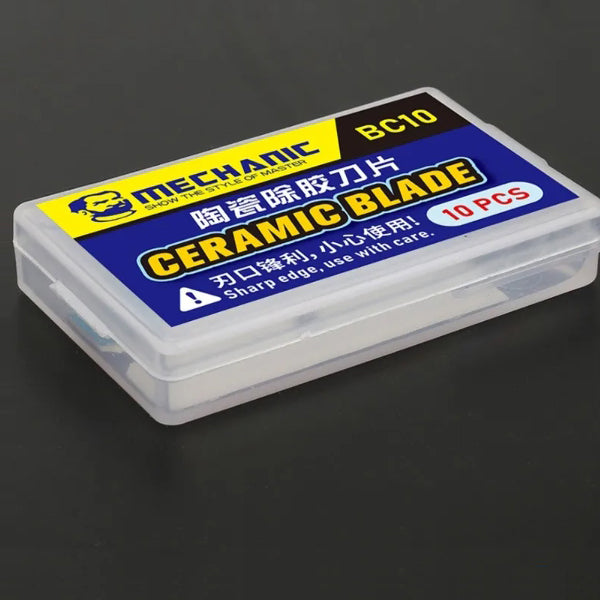 MECHANIC
SHOW THE STYLE OF MASTER
BC10
陶瓷除胶刀片
CERAMIC BLADE
10 PCS
刃口锋利,小心使用!
Sharp edge, use with care.